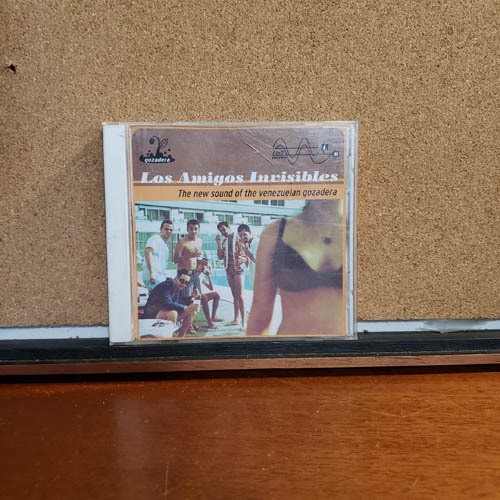 gozadera
Los Amigos Invisibles
The new sound of the venezuelan gozadera